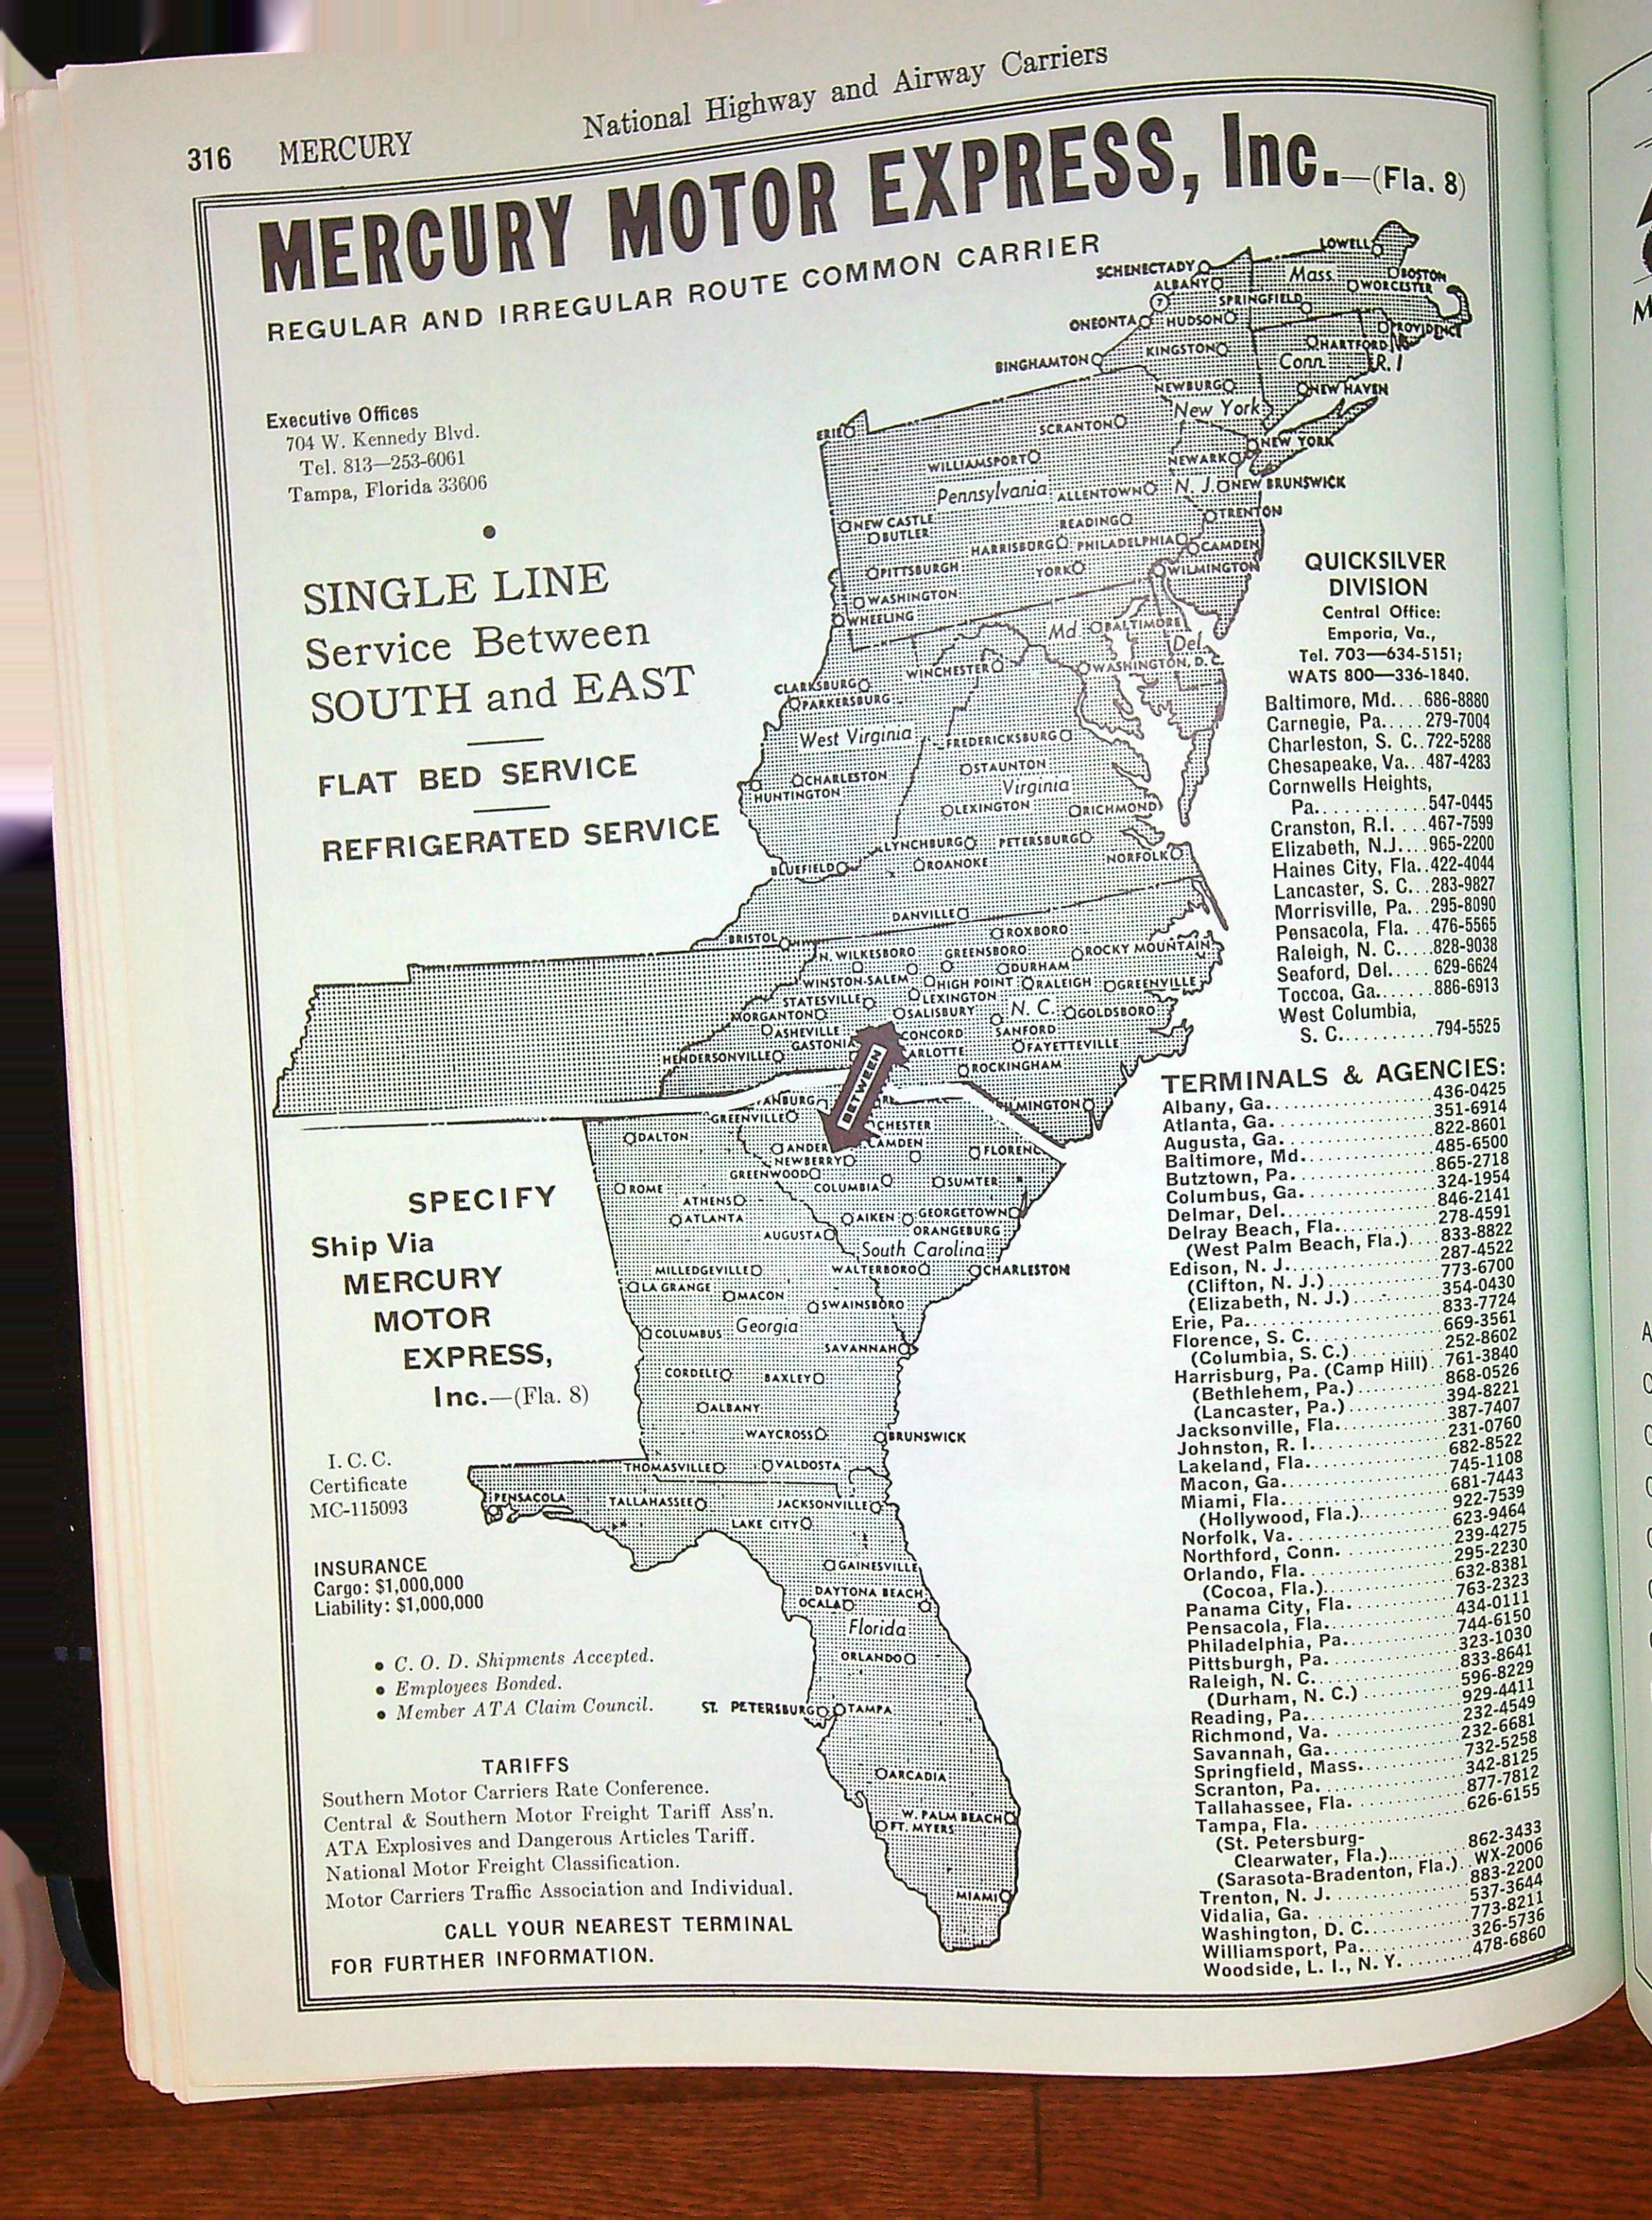 National Highway and Airway Carriers
316 MERCURY
MERCURY MOTOR EXPRESS, Inc.—(Fla. 8)
REGULAR AND IRREGULAR ROUTE COMMON CARRIER
Executive Offices
704 W. Kennedy Blvd.
Tel. 813—253-6061
Tampa, Florida 33606
SINGLE LINE
Service Between
SOUTH and EAST
FLAT BED SERVICE
REFRIGERATED SERVICE
SPECIFY
Ship Via
MERCURY
MOTOR
EXPRESS,
Inc.—(Fla. 8)
I. C. C.
Certificate
MC-115093
INSURANCE
Cargo: $1,000,000
Liability: $1,000,000
• C. O. D. Shipments Accepted.
• Employees Bonded.
• Member ATA Claim Council.
TARIFFS
Southern Motor Carriers Rate Conference.
Central & Southern Motor Freight Tariff Ass'n.
ATA Explosives and Dangerous Articles Tariff.
National Motor Freight Classification.
Motor Carriers Traffic Association and Individual.
CALL YOUR NEAREST TERMINAL
FOR FURTHER INFORMATION.
LOWELL
SCHENECTADY
Mass.
BOSTON
ALBANY
WORCESTER
7
SPRINGFIELD
ONEONTA
HUDSON
PROVIDENCE
HARTFORD
KINGSTON
BINGHAMTON
Conn.
R. I
NEWBURG
NEW HAVEN
New York
ERIE
SCRANTON
NEW YORK
WILLIAMSPORT
NEWARK
Pennsylvania
ALLENTOWN
N. J.
NEW BRUNSWICK
NEW CASTLE
READING
TRENTON
BUTLER
HARRISBURG
PHILADELPHIA
CAMDEN
PITTSBURGH
YORK
WILMINGTON
WASHINGTON
WHEELING
Md.
BALTIMORE
Del.
WINCHESTER
WASHINGTON, D. C.
CLARKSBURG
PARKERSBURG
West Virginia
FREDERICKSBURG
STAUNTON
CHARLESTON
Virginia
HUNTINGTON
LEXINGTON
RICHMOND
LYNCHBURG
PETERSBURG
BLUEFIELD
ROANOKE
NORFOLK
DANVILLE
BRISTOL
ROXBORO
N. WILKESBORO
GREENSBORO
ROCKY MOUNTAIN
DURHAM
WINSTON-SALEM
HIGH POINT
RALEIGH
GREENVILLE
STATESVILLE
LEXINGTON
MORGANTON
SALISBURY
N. C.
GOLDSBORO
ASHEVILLE
CONCORD
SANFORD
GASTONIA
ARLOTTE
FAYETTEVILLE
HENDERSONVILLE
ROCKINGHAM
BETWEEN
ANBURG
LMINGTON
GREENVILLE
CHESTER
DALTON
ANDER
CAMDEN
FLORENC
NEWBERRY
GREENWOOD
ROME
COLUMBIA
SUMTER
ATHENS
ATLANTA
AIKEN
GEORGETOWN
AUGUSTA
ORANGEBURG
South Carolina
MILLEDGEVILLE
WALTERBORO
CHARLESTON
LA GRANGE
MACON
SWAINSBORO
COLUMBUS
Georgia
SAVANNAH
CORDELE
BAXLEY
ALBANY
WAYCROSS
BRUNSWICK
THOMASVILLE
VALDOSTA
PENSACOLA
TALLAHASSEE
JACKSONVILLE
LAKE CITY
GAINESVILLE
DAYTONA BEACH
OCALA
Florida
ORLANDO
ST. PETERSBURG
TAMPA
ARCADIA
W. PALM BEACH
FT. MYERS
MIAMI
QUICKSILVER
DIVISION
Central Office:
Emporia, Va.,
Tel. 703—634-5151;
WATS 800—336-1840.
Baltimore, Md....686-8880
Carnegie, Pa.....279-7004
Charleston, S. C..722-5288
Chesapeake, Va...487-4283
Cornwells Heights,
Pa............547-0445
Cranston, R.I. ...467-7599
Elizabeth, N.J....965-2200
Haines City, Fla..422-4044
Lancaster, S. C...283-9827
Morrisville, Pa...295-8090
Pensacola, Fla. ..476-5565
Raleigh, N. C.....828-9038
Seaford, Del..... 629-6624
Toccoa, Ga.......886-6913
West Columbia,
S. C..........794-5525
TERMINALS & AGENCIES:
Albany, Ga....................436-0425
Atlanta, Ga...................351-6914
Augusta, Ga...................822-8601
Baltimore, Md.................485-6500
Butztown, Pa..................865-2718
Columbus, Ga..................324-1954
Delmar, Del...................846-2141
Delray Beach, Fla.............278-4591
(West Palm Beach, Fla.)....833-8822
Edison, N. J..................287-4522
(Clifton, N. J.)..............773-6700
(Elizabeth, N. J.)............354-0430
Erie, Pa......................833-7724
Florence, S. C................669-3561
(Columbia, S. C.).............252-8602
Harrisburg, Pa. (Camp Hill)..761-3840
(Bethlehem, Pa.)..............868-0526
(Lancaster, Pa.)..............394-8221
Jacksonville, Fla.............387-7407
Johnston, R. I................231-0760
Lakeland, Fla.................682-8522
Macon, Ga.....................745-1108
Miami, Fla....................681-7443
(Hollywood, Fla.).............922-7539
Norfolk, Va...................623-9464
Northford, Conn...............239-4275
Orlando, Fla..................295-2230
(Cocoa, Fla.).................632-8381
Panama City, Fla..............763-2323
Pensacola, Fla................434-0111
Philadelphia, Pa..............744-6150
Pittsburgh, Pa................323-1030
Raleigh, N. C.................833-8641
(Durham, N. C.)...............596-8229
Reading, Pa...................929-4411
Richmond, Va..................232-4549
Savannah, Ga..................232-6681
Springfield, Mass.............732-5258
Scranton, Pa..................342-8125
Tallahassee, Fla..............877-7812
Tampa, Fla....................626-6155
(St. Petersburg-
Clearwater, Fla.).............862-3433
(Sarasota-Bradenton, Fla.). WX-2006
Trenton, N. J.................883-2200
Vidalia, Ga...................537-3644
Washington, D. C..............773-8211
Williamsport, Pa..............326-5736
Woodside, L. I., N. Y.........478-6860